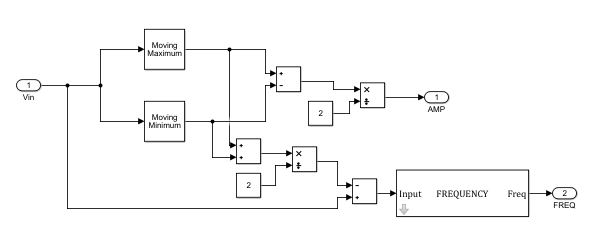 Moving
Maximum
+
−
1
Vin
×
÷
1
AMP
2
Moving
Minimum
+
+
×
÷
2
−
+
Input FREQUENCY Freq
2
FREQ